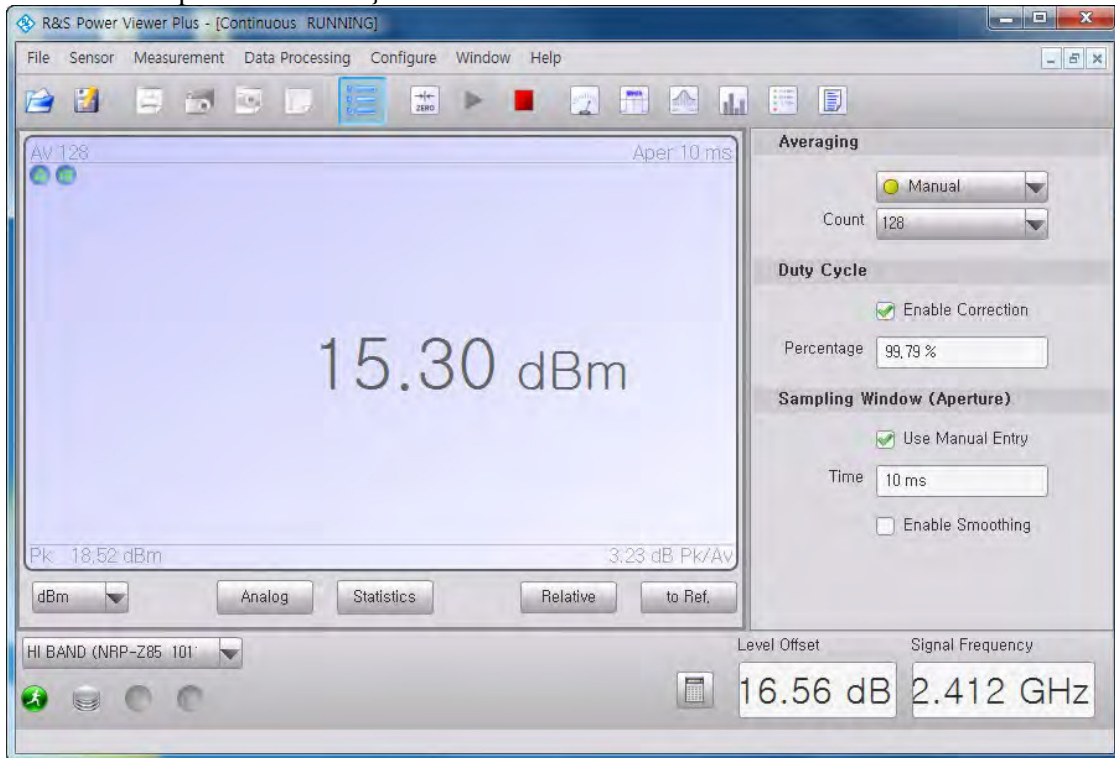 R&S Power Viewer Plus - [Continuous RUNNING]
File Sensor Measurement Data Processing Configure Window Help
ZERO
AV 128 Aper 10 ms
15.30 dBm
Pk 18,52 dBm 3,23 dB Pk/Av
dBm Analog Statistics Relative to Ref,
Averaging
Manual
Count 128
Duty Cycle
Enable Correction
Percentage 99,79 %
Sampling Window (Aperture)
Use Manual Entry
Time 10 ms
Enable Smoothing
HI BAND (NRP-Z85 101
Level Offset Signal Frequency
16.56 dB 2.412 GHz